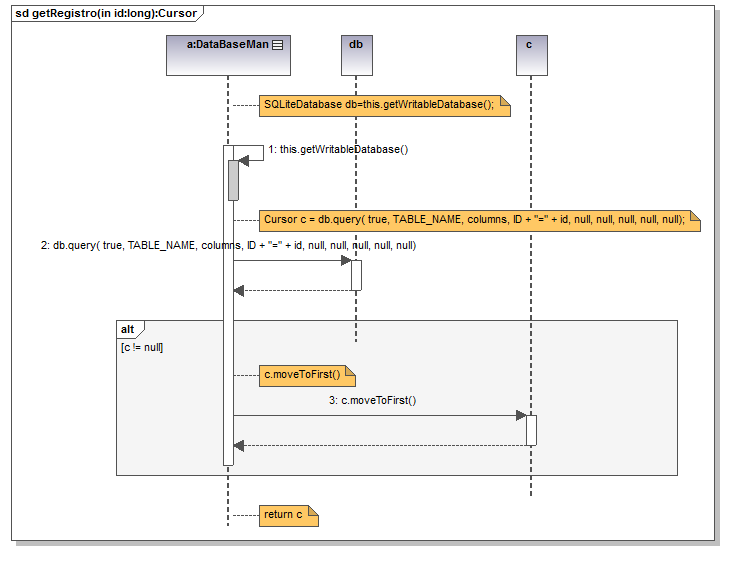 sd getRegistro(in id:long):Cursor
a:DataBaseMan
db
c
SQLiteDatabase db=this.getWritableDatabase();
1: this.getWritableDatabase()
Cursor c = db.query( true, TABLE_NAME, columns, ID + "=" + id, null, null, null, null, null);
2: db.query( true, TABLE_NAME, columns, ID + "=" + id, null, null, null, null, null)
alt
[c != null]
c.moveToFirst()
3: c.moveToFirst()
return c